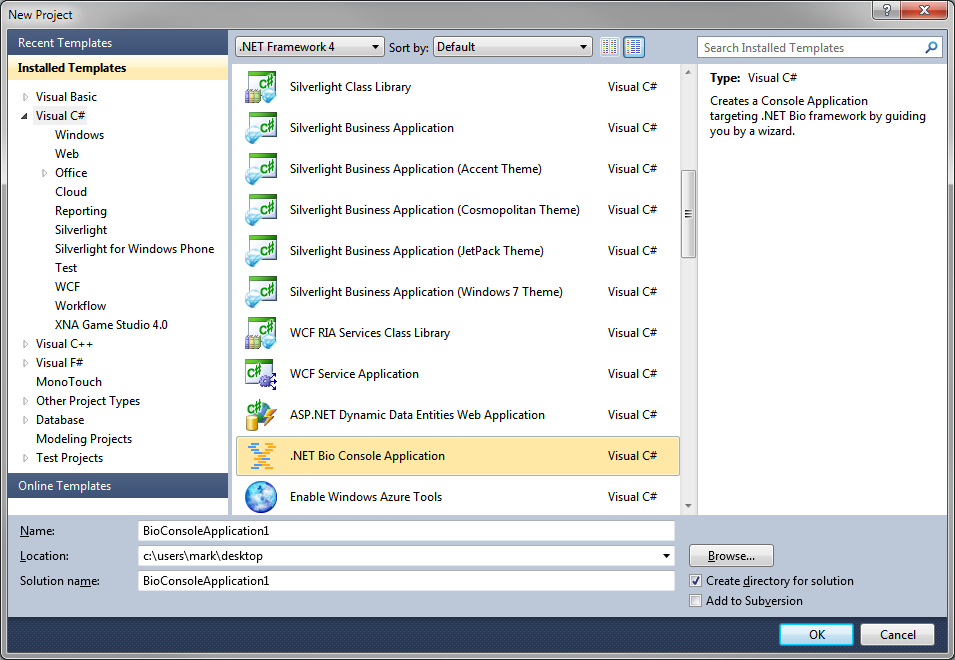 New Project
?
Recent Templates
Installed Templates
Visual Basic
Visual C#
Windows
Web
Office
Cloud
Reporting
Silverlight
Silverlight for Windows Phone
Test
WCF
Workflow
XNA Game Studio 4.0
Visual C++
Visual F#
MonoTouch
Other Project Types
Database
Modeling Projects
Test Projects
Online Templates
.NET Framework 4 Sort by: Default
Silverlight Class Library Visual C#
Silverlight Business Application Visual C#
Silverlight Business Application (Accent Theme) Visual C#
Silverlight Business Application (Cosmopolitan Theme) Visual C#
Silverlight Business Application (JetPack Theme) Visual C#
Silverlight Business Application (Windows 7 Theme) Visual C#
WCF RIA Services Class Library Visual C#
WCF Service Application Visual C#
ASP.NET Dynamic Data Entities Web Application Visual C#
.NET Bio Console Application Visual C#
Enable Windows Azure Tools Visual C#
Search Installed Templates
Type: Visual C#
Creates a Console Application
targeting .NET Bio framework by guiding
you by a wizard.
Name: BioConsoleApplication1
Location: c:\users\mark\desktop Browse...
Solution name: BioConsoleApplication1
Create directory for solution
Add to Subversion
OK Cancel